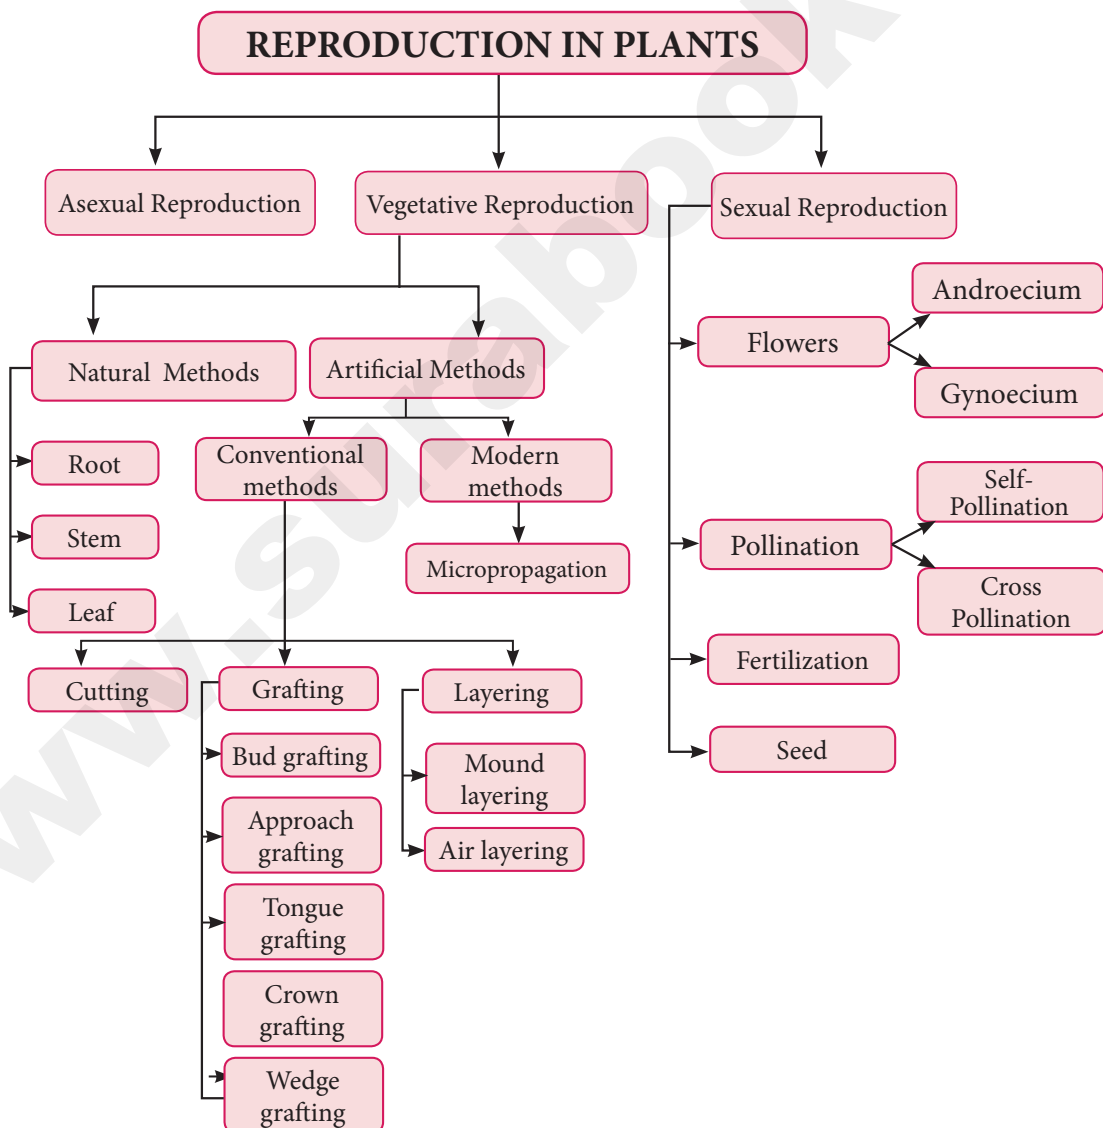 REPRODUCTION IN PLANTS
Asexual Reproduction
Vegetative Reproduction
Sexual Reproduction
Natural Methods
Artificial Methods
Root
Stem
Leaf
Conventional
methods
Modern
methods
Micropropagation
Cutting
Grafting
Layering
Bud grafting
Approach
grafting
Tongue
grafting
Crown
grafting
Wedge
grafting
Mound
layering
Air layering
Flowers
Androecium
Gynoecium
Pollination
Self-
Pollination
Cross
Pollination
Fertilization
Seed
www.surabook